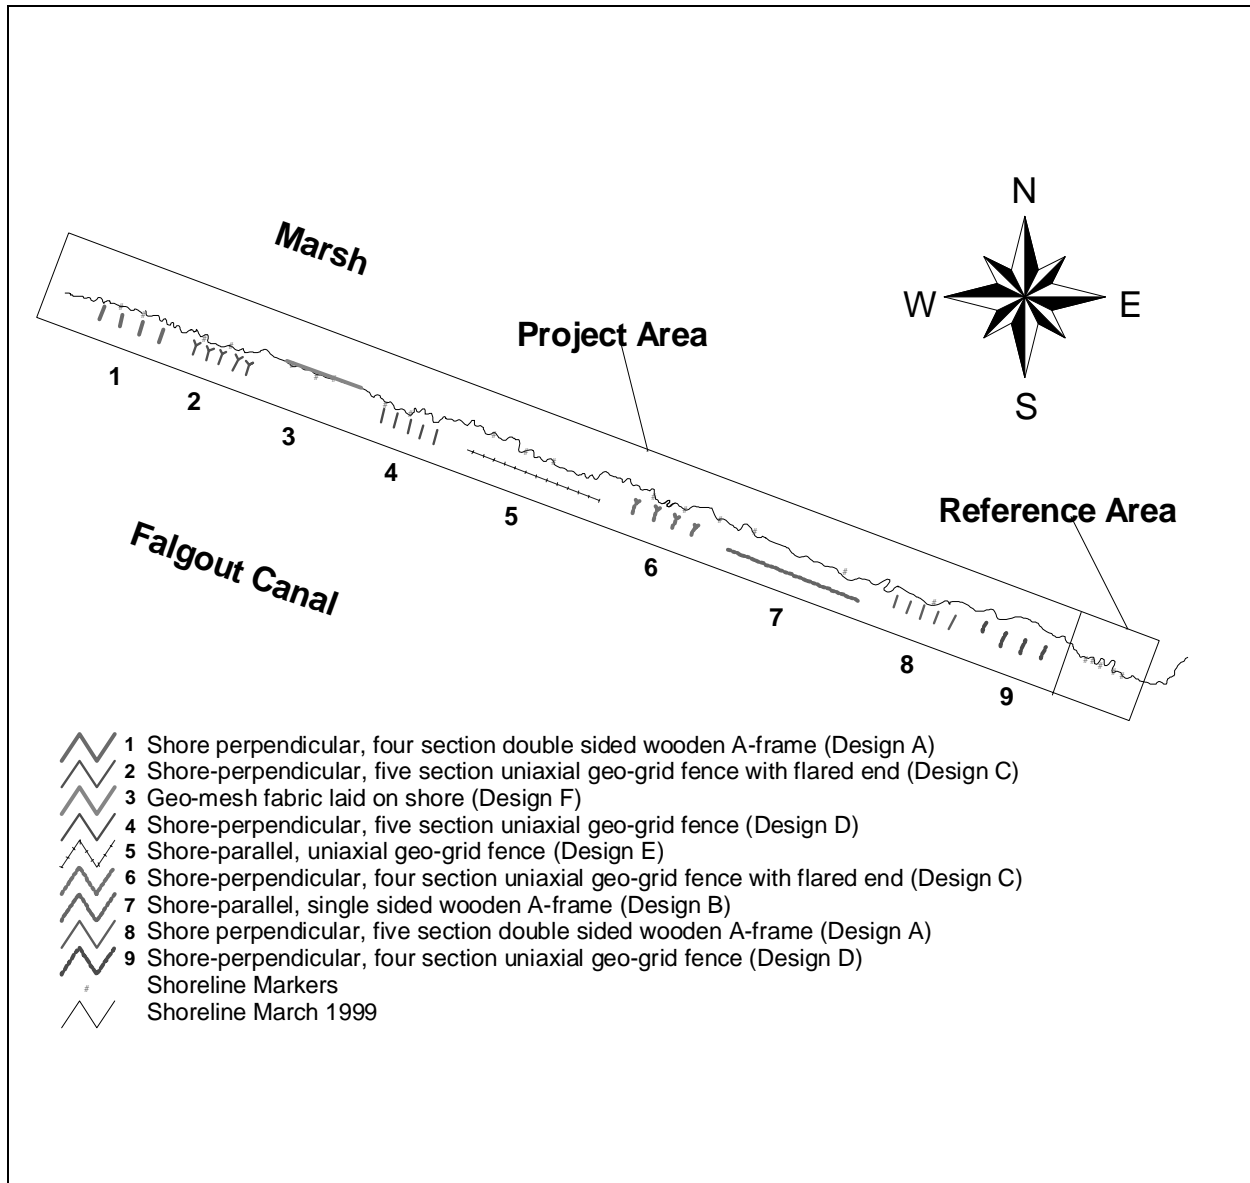 N
Marsh
W
E
Project Area
S
1
2
3
4
5
Reference Area
Falgout Canal
6
7
8
9
1 Shore perpendicular, four section double sided wooden A-frame (Design A)
2 Shore-perpendicular, five section uniaxial geo-grid fence with flared end (Design C)
3 Geo-mesh fabric laid on shore (Design F)
4 Shore-perpendicular, five section uniaxial geo-grid fence (Design D)
5 Shore-parallel, uniaxial geo-grid fence (Design E)
6 Shore-perpendicular, four section uniaxial geo-grid fence with flared end (Design C)
7 Shore-parallel, single sided wooden A-frame (Design B)
8 Shore perpendicular, five section double sided wooden A-frame (Design A)
9 Shore-perpendicular, four section uniaxial geo-grid fence (Design D)
# Shoreline Markers
Shoreline March 1999